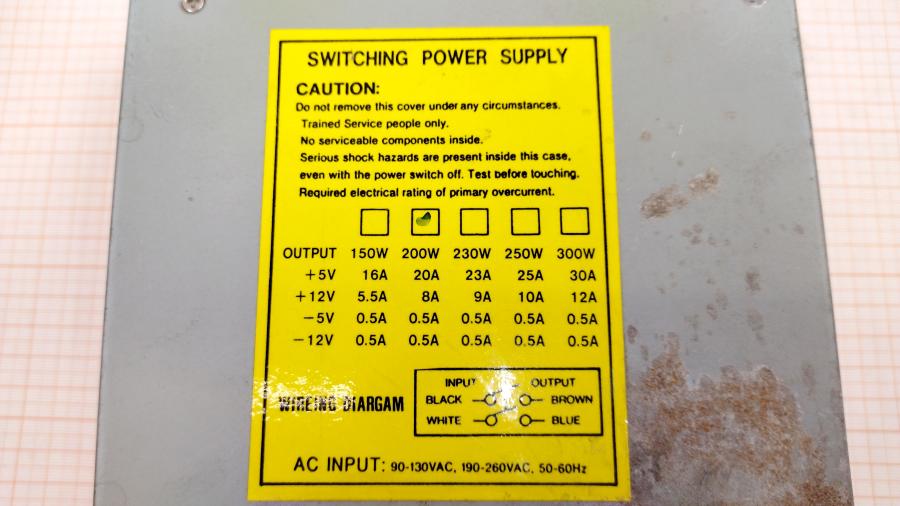 SWITCHING POWER SUPPLY
CAUTION:
Do not remove this cover under any circumstances.
Trained Service people only.
No serviceable components inside.
Serious shock hazards are present inside this case,
even with the power switch off. Test before touching.
Required electrical rating of primary overcurrent.
OUTPUT 150W 200W 230W 250W 300W
+5V 16A 20A 23A 25A 30A
+12V 5.5A 8A 9A 10A 12A
−5V 0.5A 0.5A 0.5A 0.5A 0.5A
−12V 0.5A 0.5A 0.5A 0.5A 0.5A
INPUT OUTPUT
WIREING DIARGAM BLACK BROWN
WHITE BLUE
AC INPUT: 90-130VAC, 190-260VAC, 50-60Hz